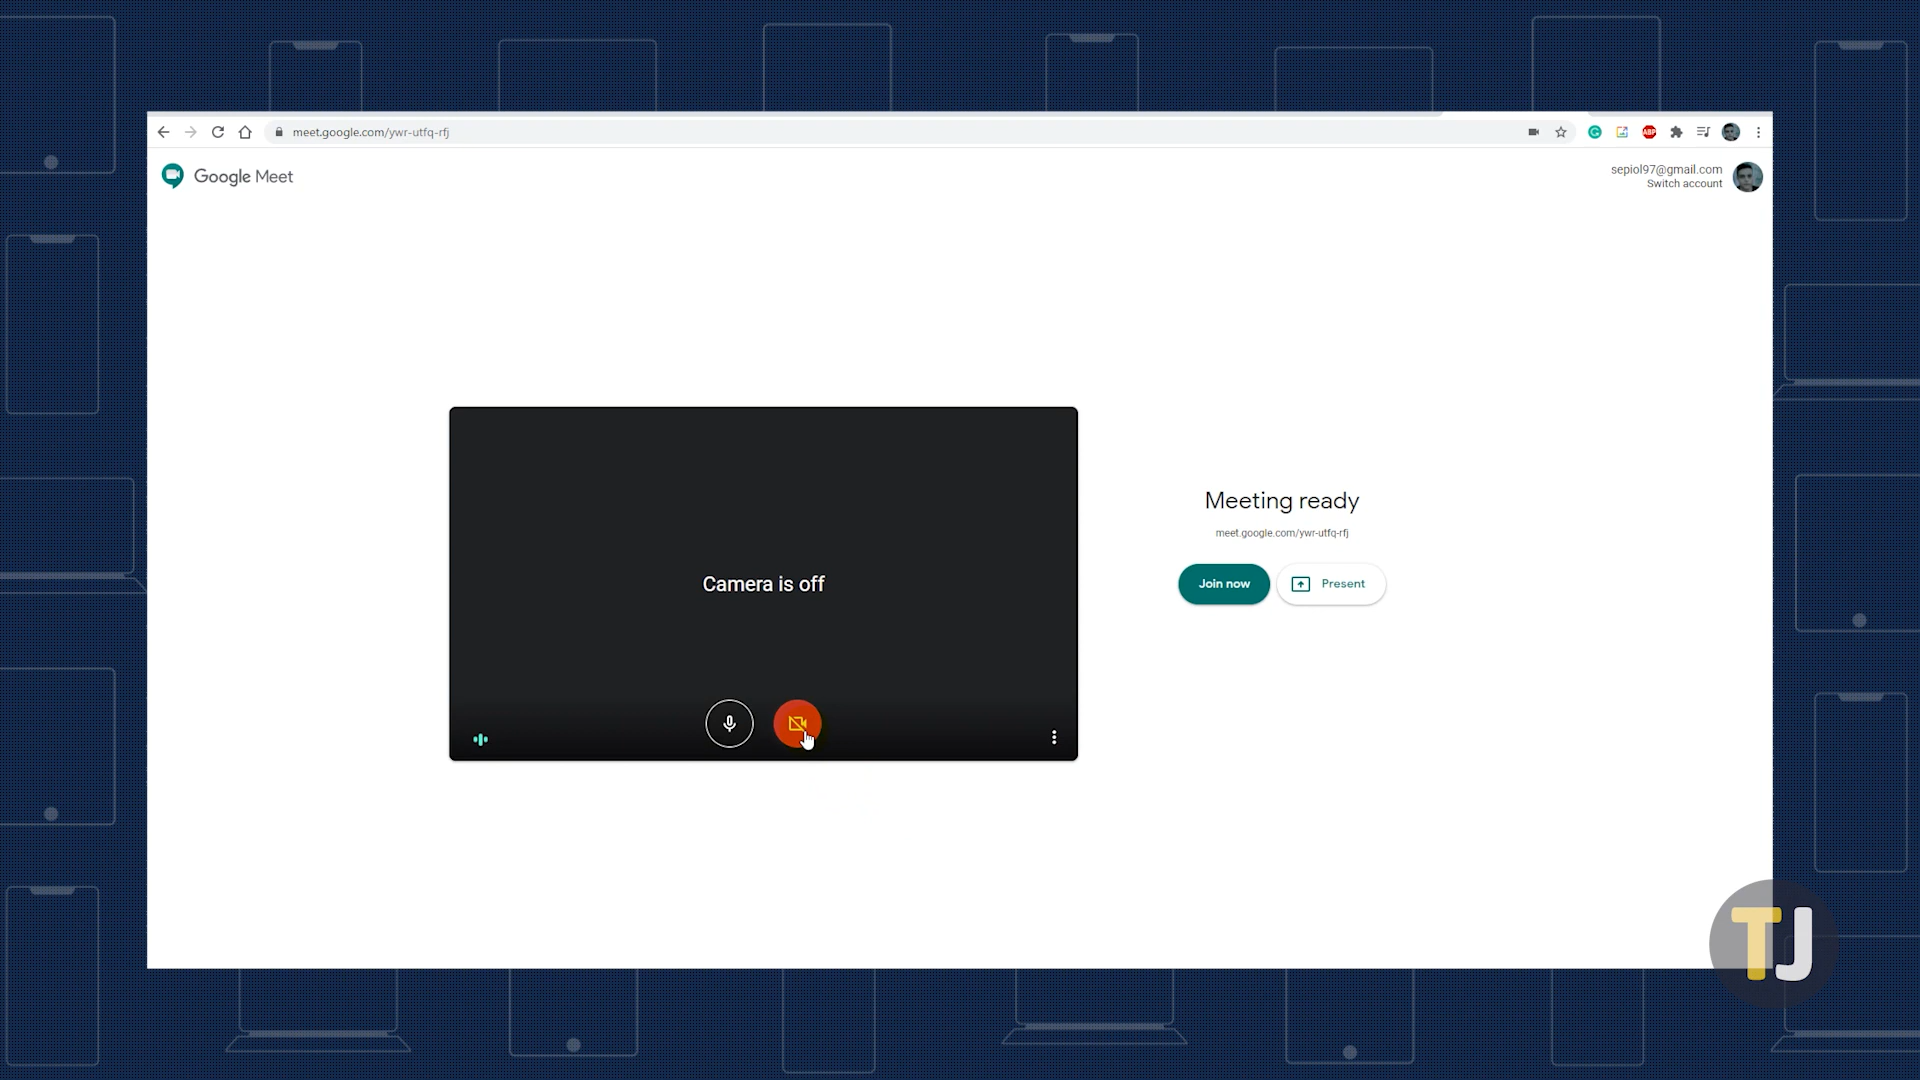 meet.google.com/ywr-utfq-rfj
ABP
Google Meet
sepiol97@gmail.com
Switch account
Camera is off
Meeting ready
meet.google.com/ywr-utfq-rfj
Join now
Present
TJ